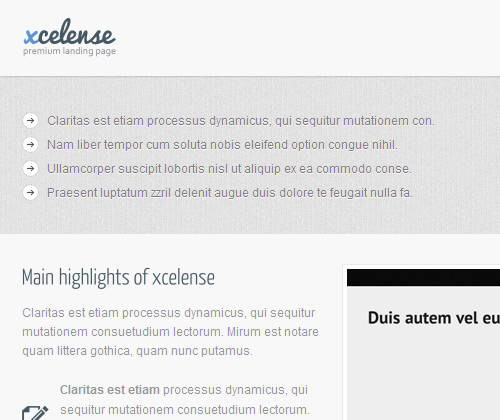 xcelense
premium landing page
Claritas est etiam processus dynamicus, qui sequitur mutationem con.
Nam liber tempor cum soluta nobis eleifend option congue nihil.
Ullamcorper suscipit lobortis nisl ut aliquip ex ea commodo conse.
Praesent luptatum zzril delenit augue duis dolore te feugait nulla fa.
Main highlights of xcelense
Claritas est etiam processus dynamicus, qui sequitur
mutationem consuetudium lectorum. Mirum est notare
quam littera gothica, quam nunc putamus.
Duis autem vel eu
Claritas est etiam processus dynamicus, qui
sequitur mutationem consuetudium lectorum.